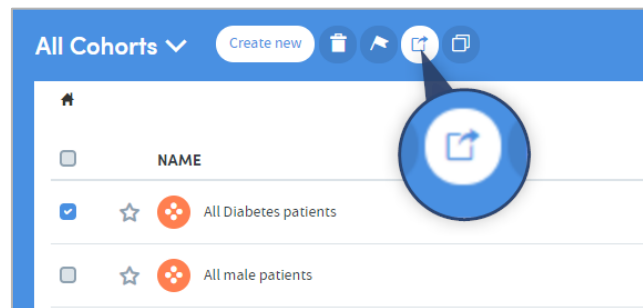 All Cohorts
Create new
NAME
All Diabetes patients
All male patients